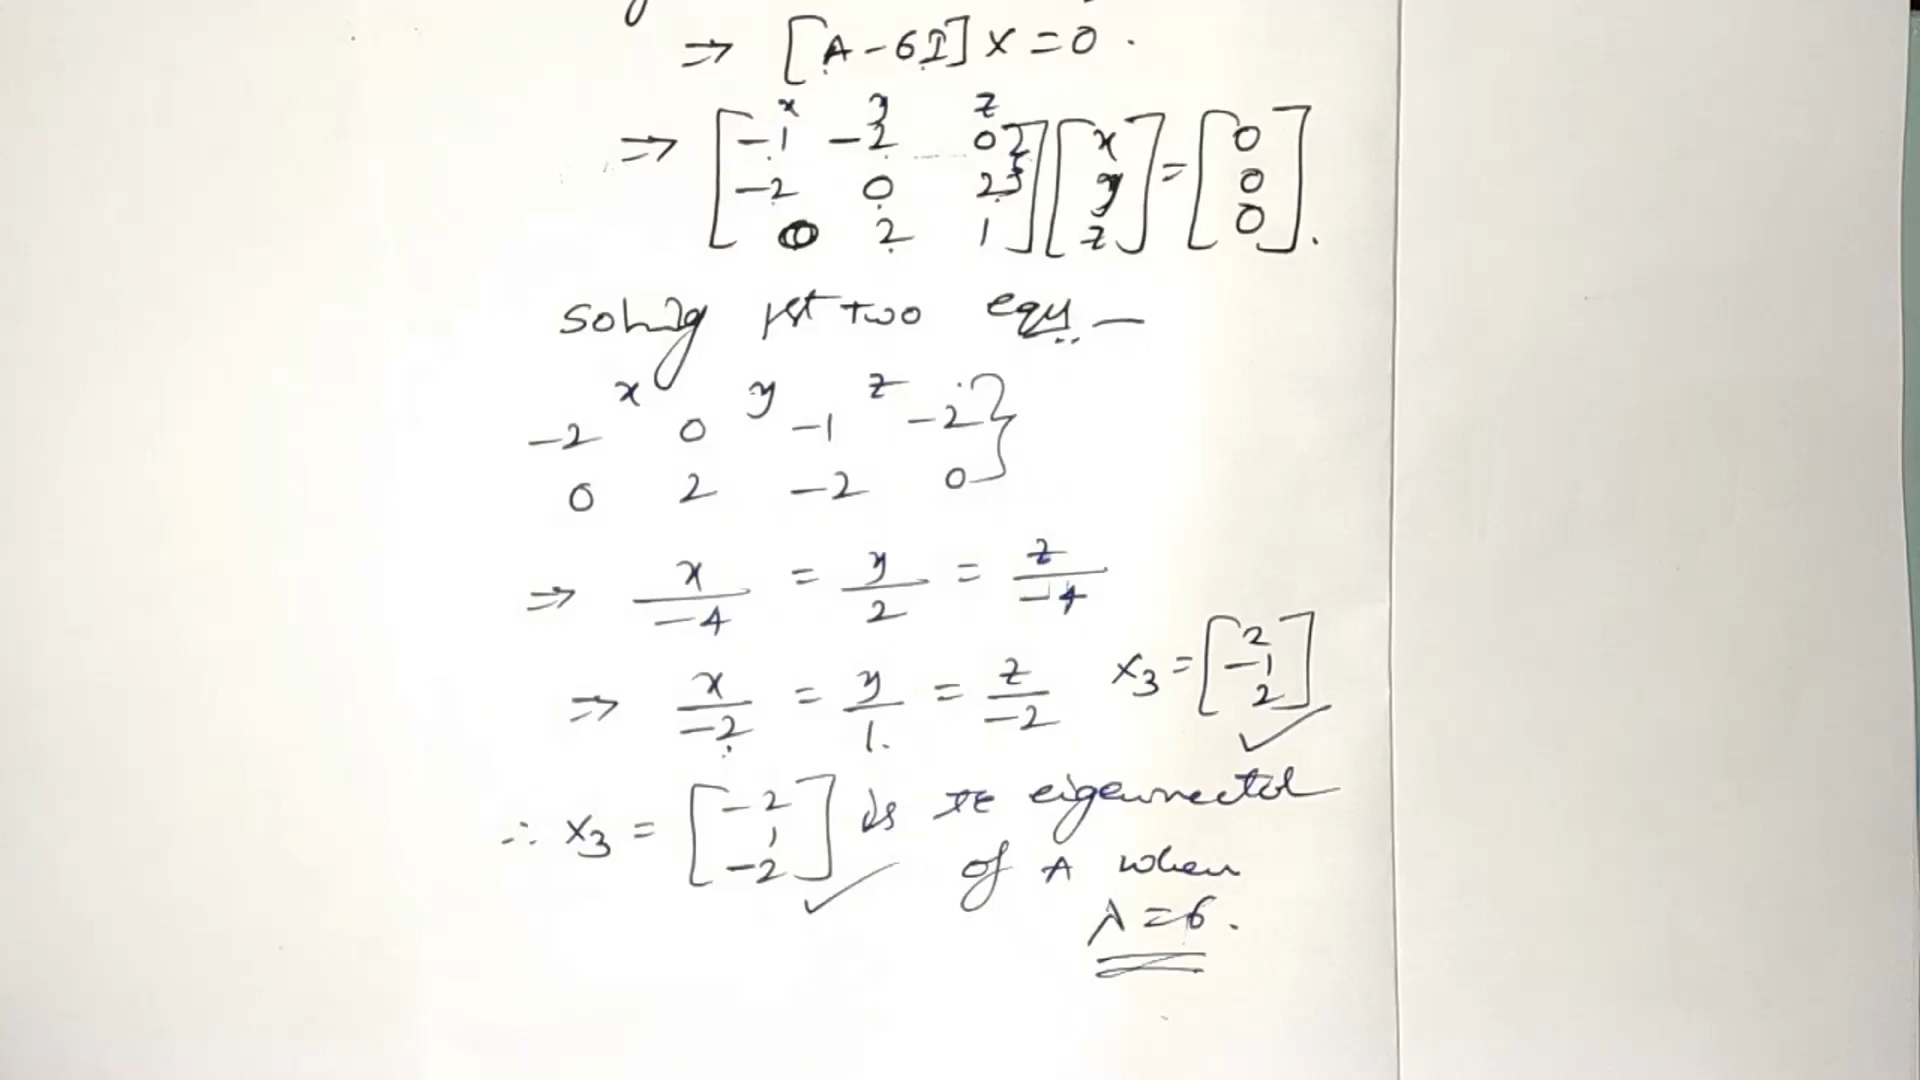 ⇒ [A-6I] x = 0.
x y z
⇒ [-1 -2 0 [x = [0
-2 0 2 y 0
0 2 1] z] 0].
Solving 1st two equ. —
x y z
-2 0 -1 -2 }
0 2 -2 0
⇒ x/-4 = y/2 = z/-4
⇒ x/-2 = y/1. = z/-2
x3 = [2 -1 2] ✓
∴ x3 = [-2 1 -2] ✓ is the eigenvector
of A when
λ = 6.